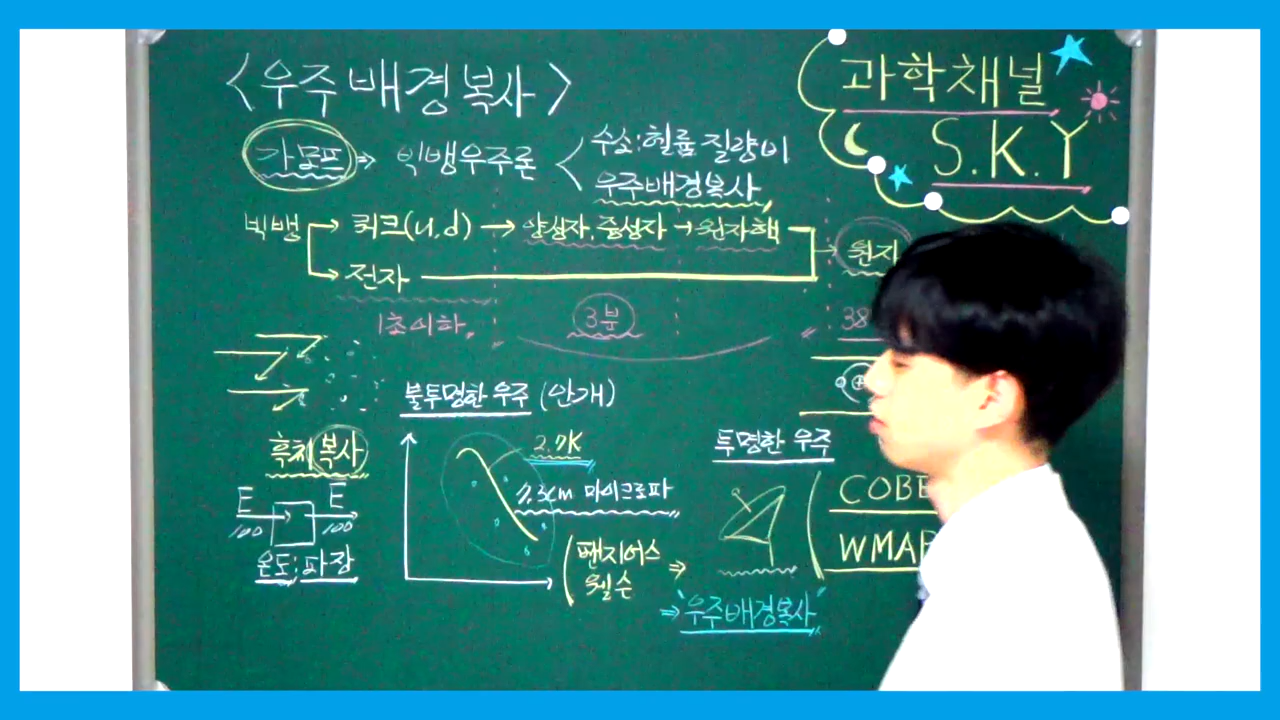 <우주배경복사>
과학채널
S.K.Y
가모프 ⇒ 빅뱅우주론 < 수소:헬륨 질량비
우주배경복사
빅뱅 → 쿼크(u,d) → 양성자, 중성자 → 원자핵 → 원자
→ 전자
1초이하
3분
38
불투명한 우주 (안개)
흑체복사
E E
100 100
온도:파장
2.7K
7.3cm 마이크로파
(펜지어스
윌슨 ⇒
⇒ "우주배경복사"
투명한 우주
COBE
WMAP